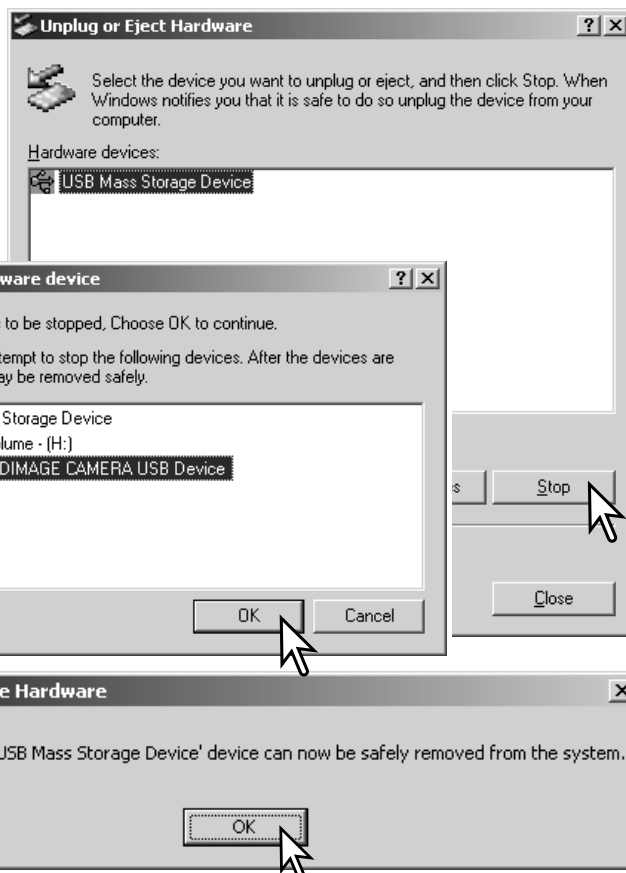 Unplug or Eject Hardware
Select the device you want to unplug or eject, and then click Stop. When
Windows notifies you that it is safe to do so unplug the device from your
computer.
Hardware devices:
USB Mass Storage Device
ware device
to be stopped, Choose OK to continue.
tempt to stop the following devices. After the devices are
ay be removed safely.
Storage Device
lume - (H:)
DIMAGE CAMERA USB Device
s
Stop
Close
OK
Cancel
e Hardware
USB Mass Storage Device' device can now be safely removed from the system.
OK